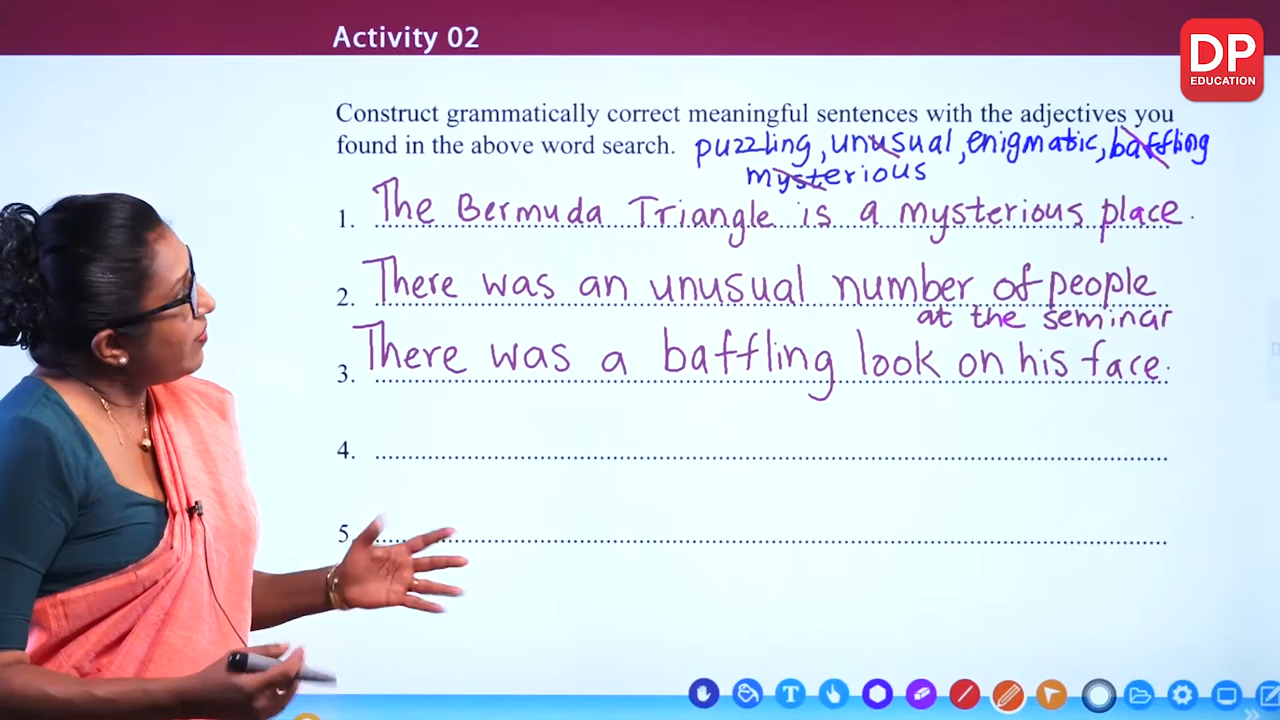 Activity 02
DP
EDUCATION
Construct grammatically correct meaningful sentences with the adjectives you
found in the above word search. puzzling, unusual, enigmatic, baffling
mysterious
1. The Bermuda Triangle is a mysterious place.
2. There was an unusual number of people
at the seminar
3. There was a baffling look on his face.
4.
5.
T